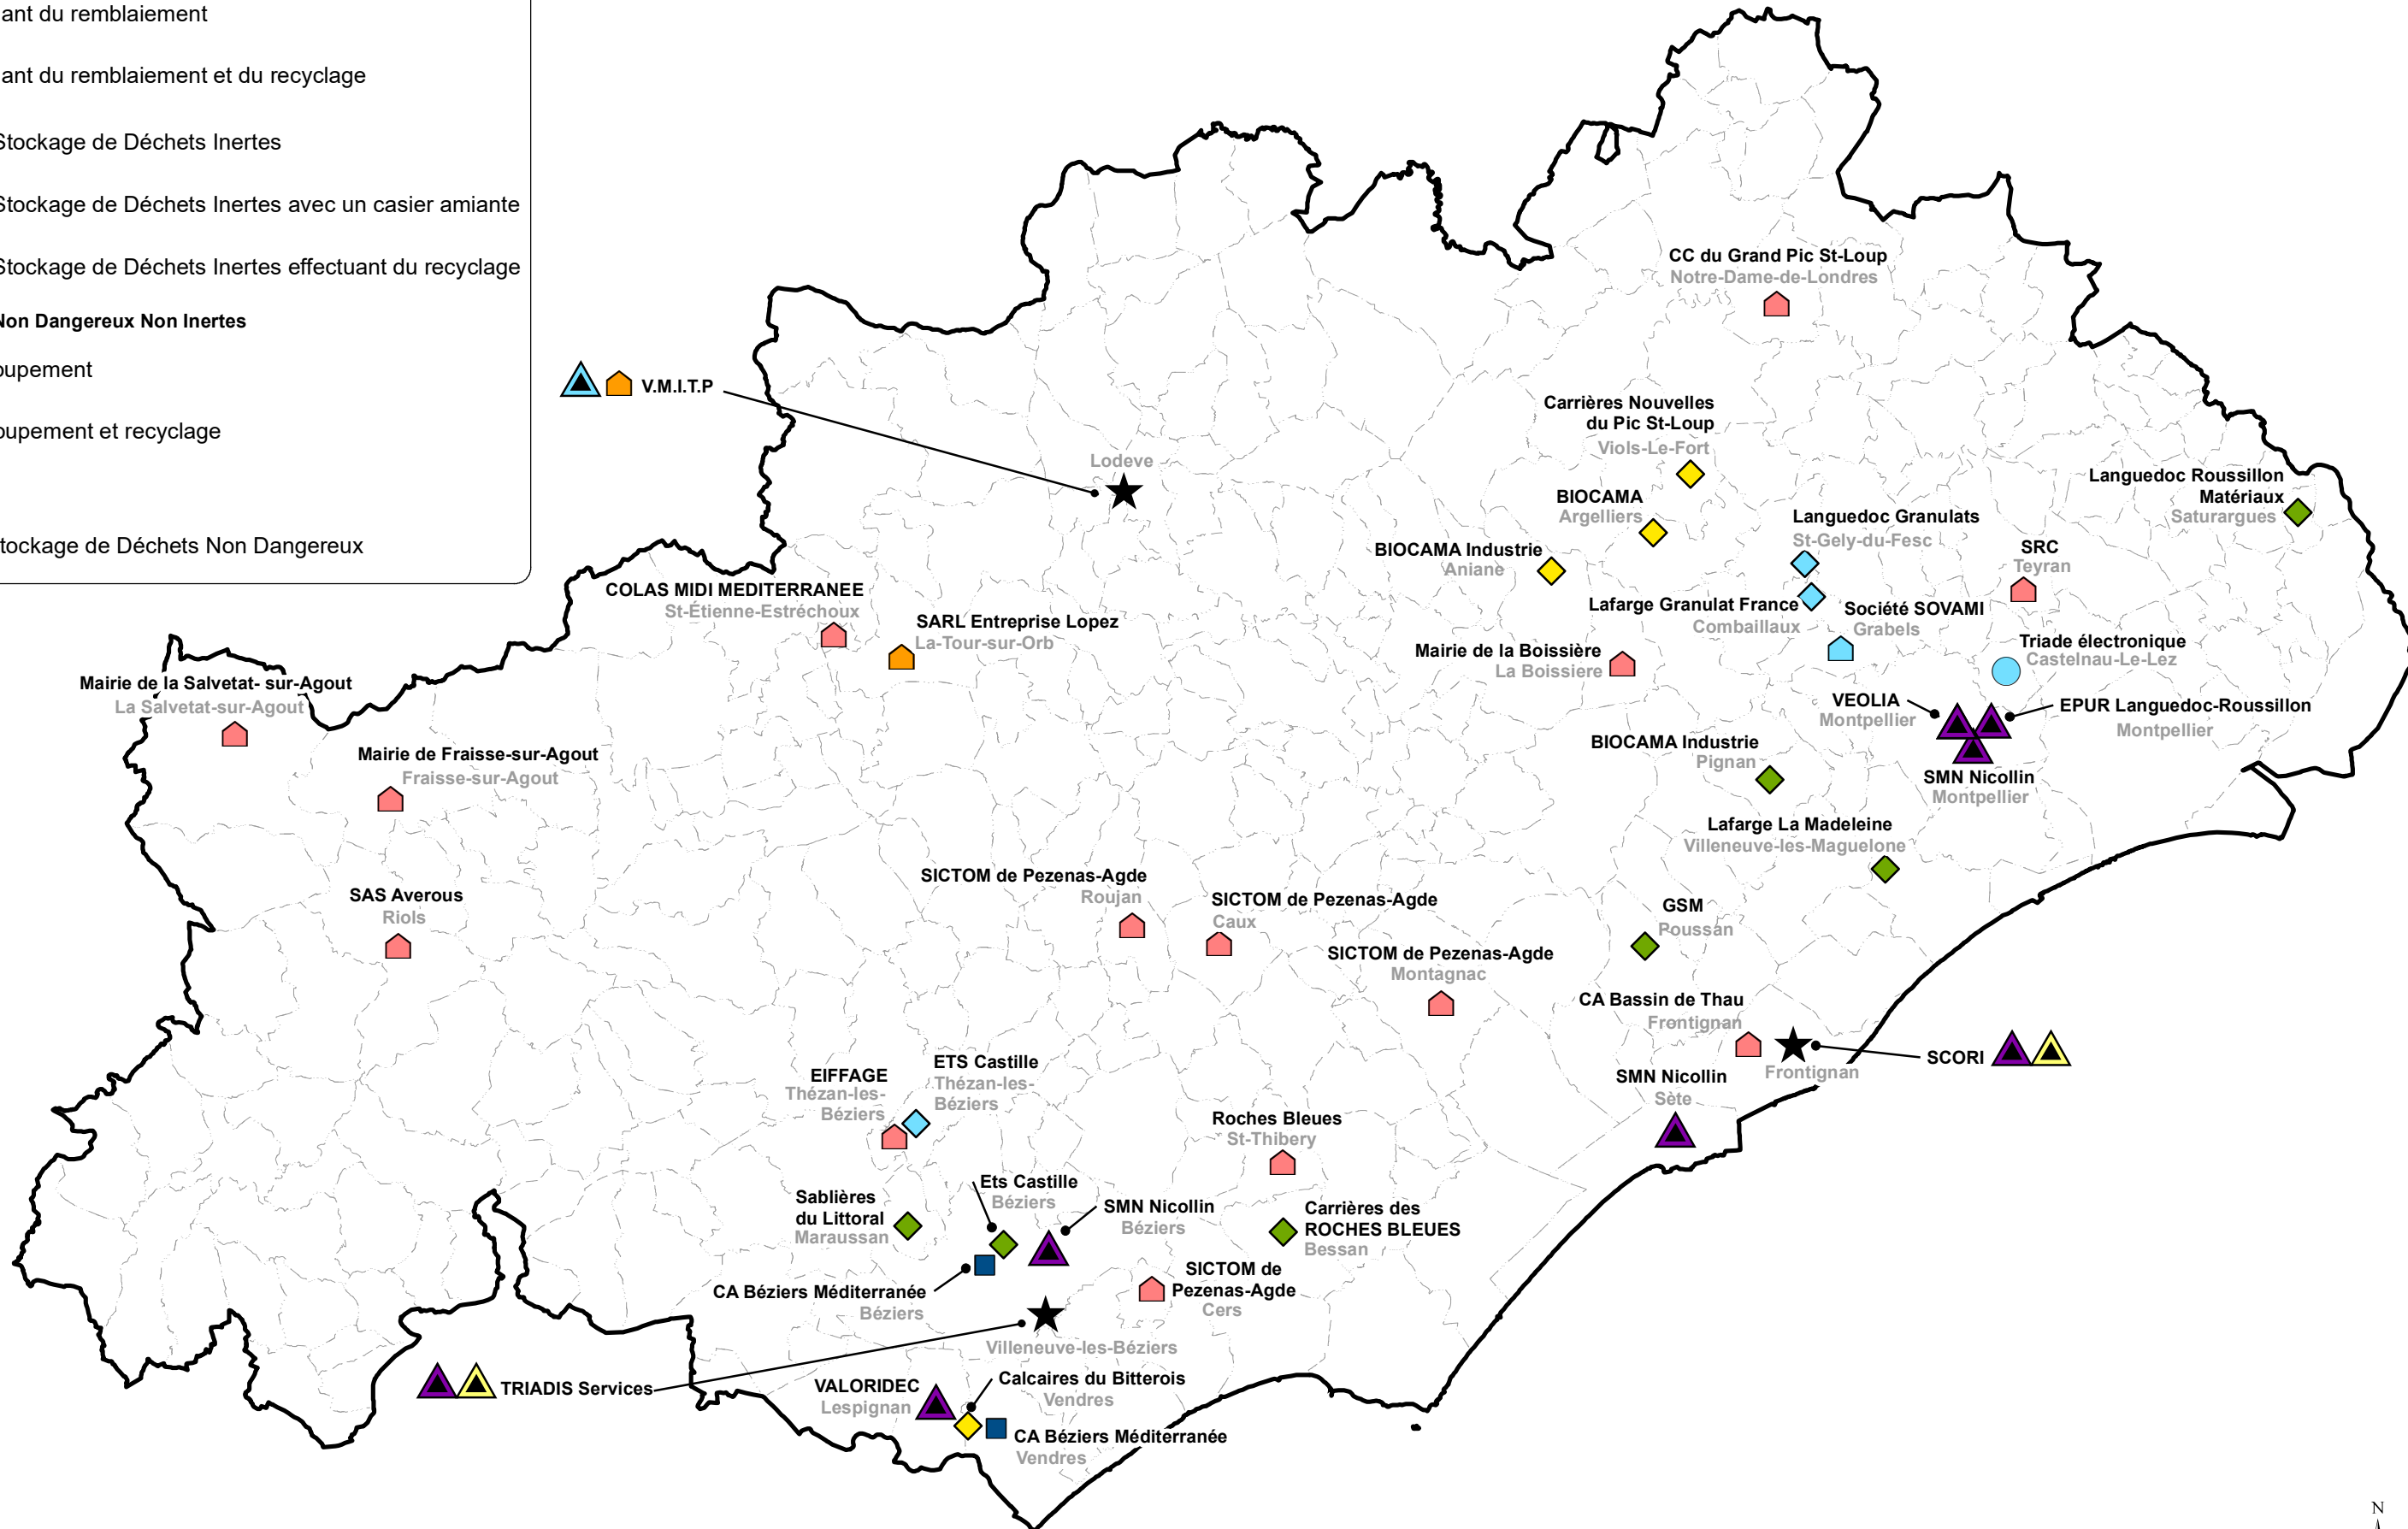 ant du remblaiement
ant du remblaiement et du recyclage
Stockage de Déchets Inertes
Stockage de Déchets Inertes avec un casier amiante
Stockage de Déchets Inertes effectuant du recyclage
Non Dangereux Non Inertes
oupement
oupement et recyclage
tockage de Déchets Non Dangereux
CC du Grand Pic St-Loup
Notre-Dame-de-Londres
V.M.I.T.P
Lodeve
Carrières Nouvelles
du Pic St-Loup
Viols-Le-Fort
BIOCAMA
Argelliers
BIOCAMA Industrie
Aniane
Languedoc Roussillon
Matériaux
Saturargues
Languedoc Granulats
St-Gely-du-Fesc
SRC
Teyran
Lafarge Granulat France
Combaillaux
Société SOVAMI
Grabels
Triade électronique
Castelnau-Le-Lez
COLAS MIDI MEDITERRANEE
St-Étienne-Estréchoux
SARL Entreprise Lopez
La-Tour-sur-Orb
Mairie de la Boissière
La Boissiere
Mairie de la Salvetat- sur-Agout
La Salvetat-sur-Agout
VEOLIA
Montpellier
EPUR Languedoc-Roussillon
Montpellier
Mairie de Fraisse-sur-Agout
Fraisse-sur-Agout
BIOCAMA Industrie
Pignan
SMN Nicollin
Montpellier
Lafarge La Madeleine
Villeneuve-les-Maguelone
SAS Averous
Riols
SICTOM de Pezenas-Agde
Roujan
SICTOM de Pezenas-Agde
Caux
GSM
Poussan
SICTOM de Pezenas-Agde
Montagnac
CA Bassin de Thau
Frontignan
SCORI
Frontignan
SMN Nicollin
Sète
EIFFAGE
Thézan-les-
Béziers
ETS Castille
Thézan-les-
Béziers
Roches Bleues
St-Thibery
Sablières
du Littoral
Maraussan
Ets Castille
Béziers
SMN Nicollin
Béziers
Carrières des
ROCHES BLEUES
Bessan
CA Béziers Méditerranée
Béziers
SICTOM de
Pezenas-Agde
Cers
Villeneuve-les-Béziers
TRIADIS Services
VALORIDEC
Lespignan
Calcaires du Bitterois
Vendres
CA Béziers Méditerranée
Vendres
N